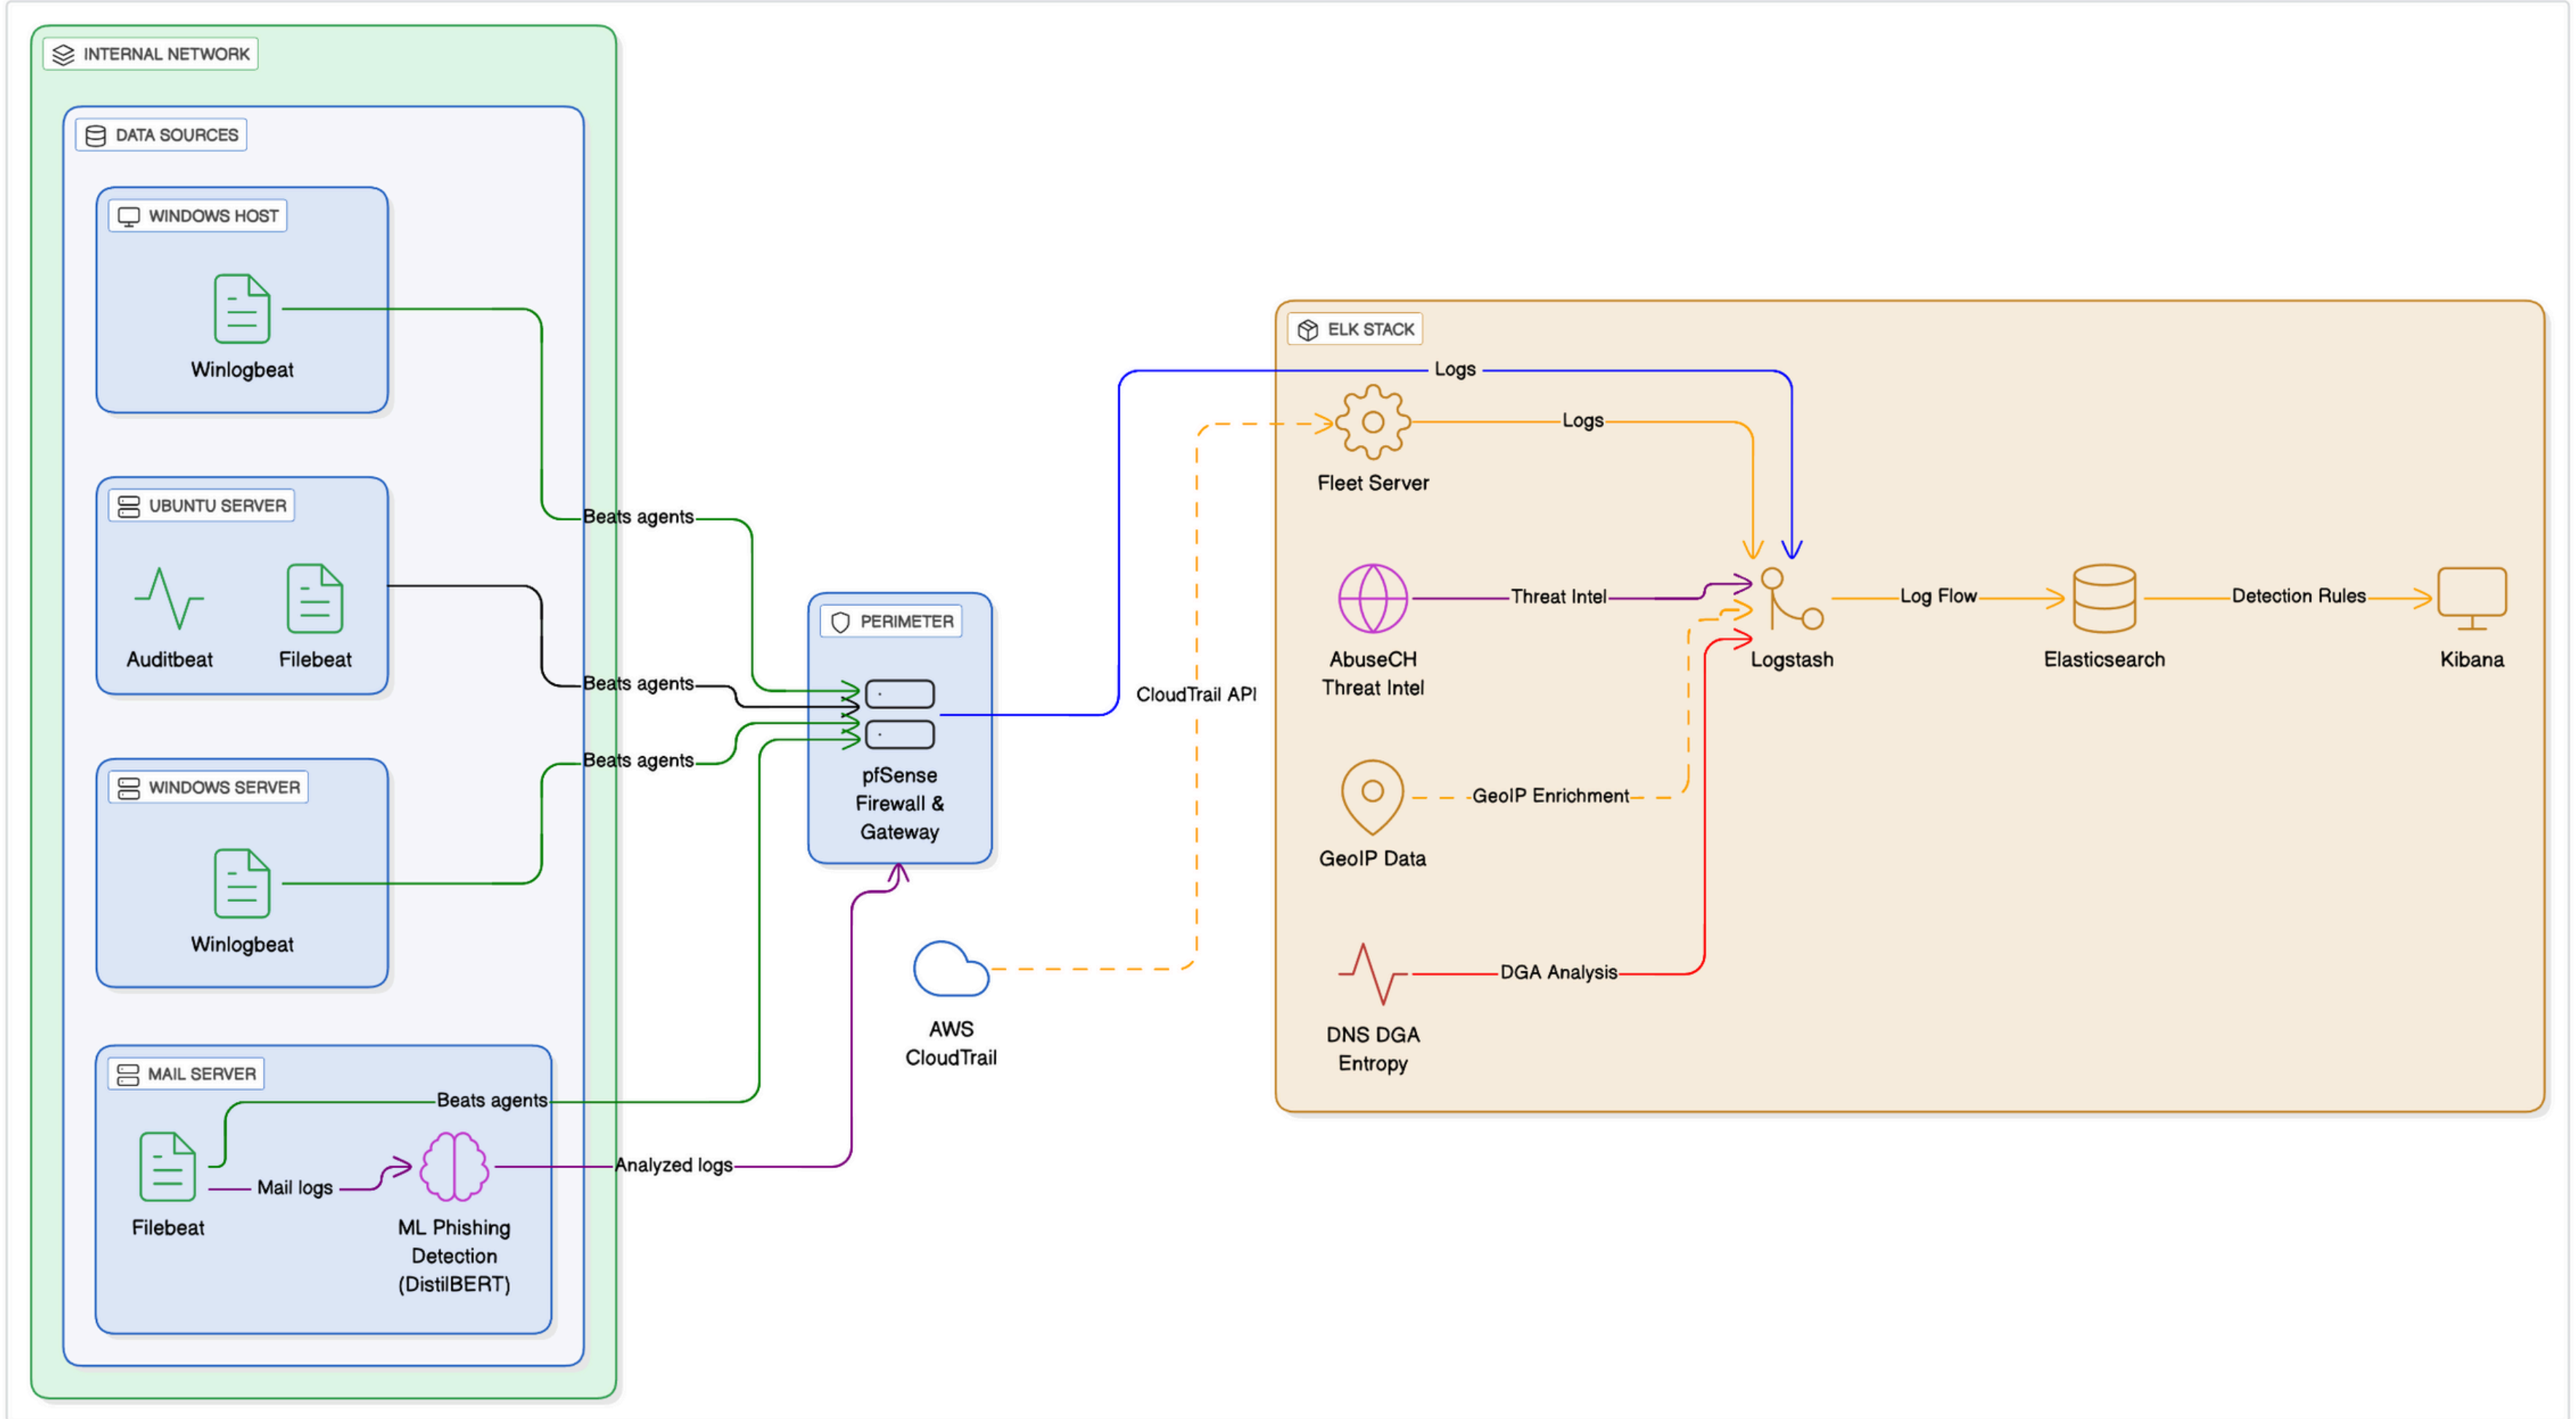 INTERNAL NETWORK
DATA SOURCES
WINDOWS HOST
Winlogbeat
UBUNTU SERVER
Auditbeat
Filebeat
WINDOWS SERVER
Winlogbeat
MAIL SERVER
Beats agents
Mail logs
Filebeat
ML Phishing
Detection
(DistilBERT)
Beats agents
Beats agents
Beats agents
Analyzed logs
PERIMETER
pfSense
Firewall &
Gateway
AWS
CloudTrail
CloudTrail API
ELK STACK
Logs
Logs
Fleet Server
Threat Intel
AbuseCH
Threat Intel
GeoIP Enrichment
GeoIP Data
DGA Analysis
DNS DGA
Entropy
Logstash
Log Flow
Elasticsearch
Detection Rules
Kibana